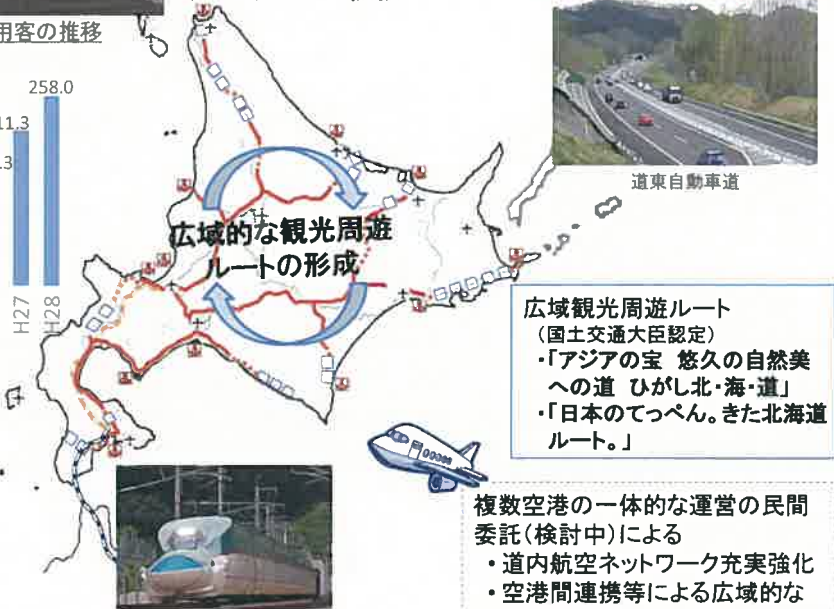 用客の推移
258.0
11.3
.3
H27
H28
道東自動車道
広域的な観光周遊
ルートの形成
広域観光周遊ルート
(国土交通大臣認定)
・「アジアの宝 悠久の自然美
への道 ひがし北・海・道」
・「日本のてっぺん。きた北海道
ルート。」
複数空港の一体的な運営の民間
委託(検討中)による
・道内航空ネットワーク充実強化
・空港間連携等による広域的な